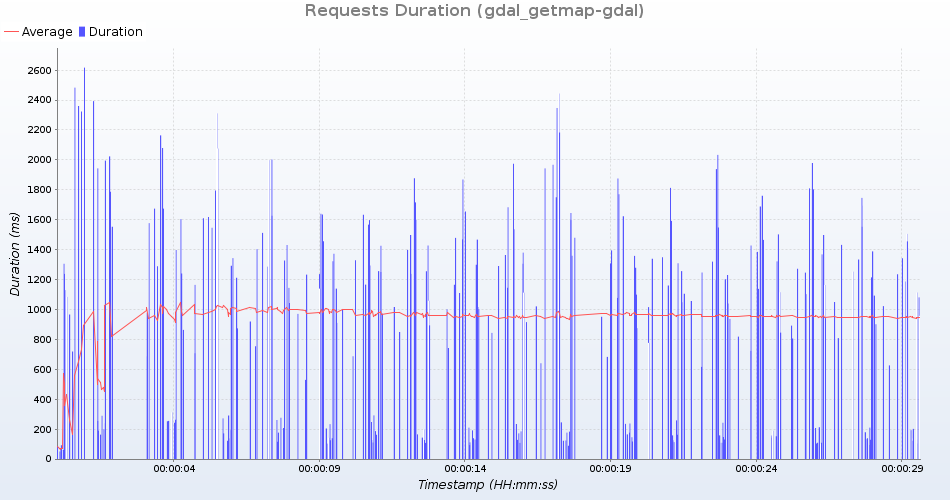 Requests Duration (gdal_getmap-gdal)
Average Duration
2600
2400
2200
2000
1800
1600
1400
1200
1000
800
600
400
200
0
Duration (ms)
00:00:04 00:00:09 00:00:14 00:00:19 00:00:24 00:00:29
Timestamp (HH:mm:ss)